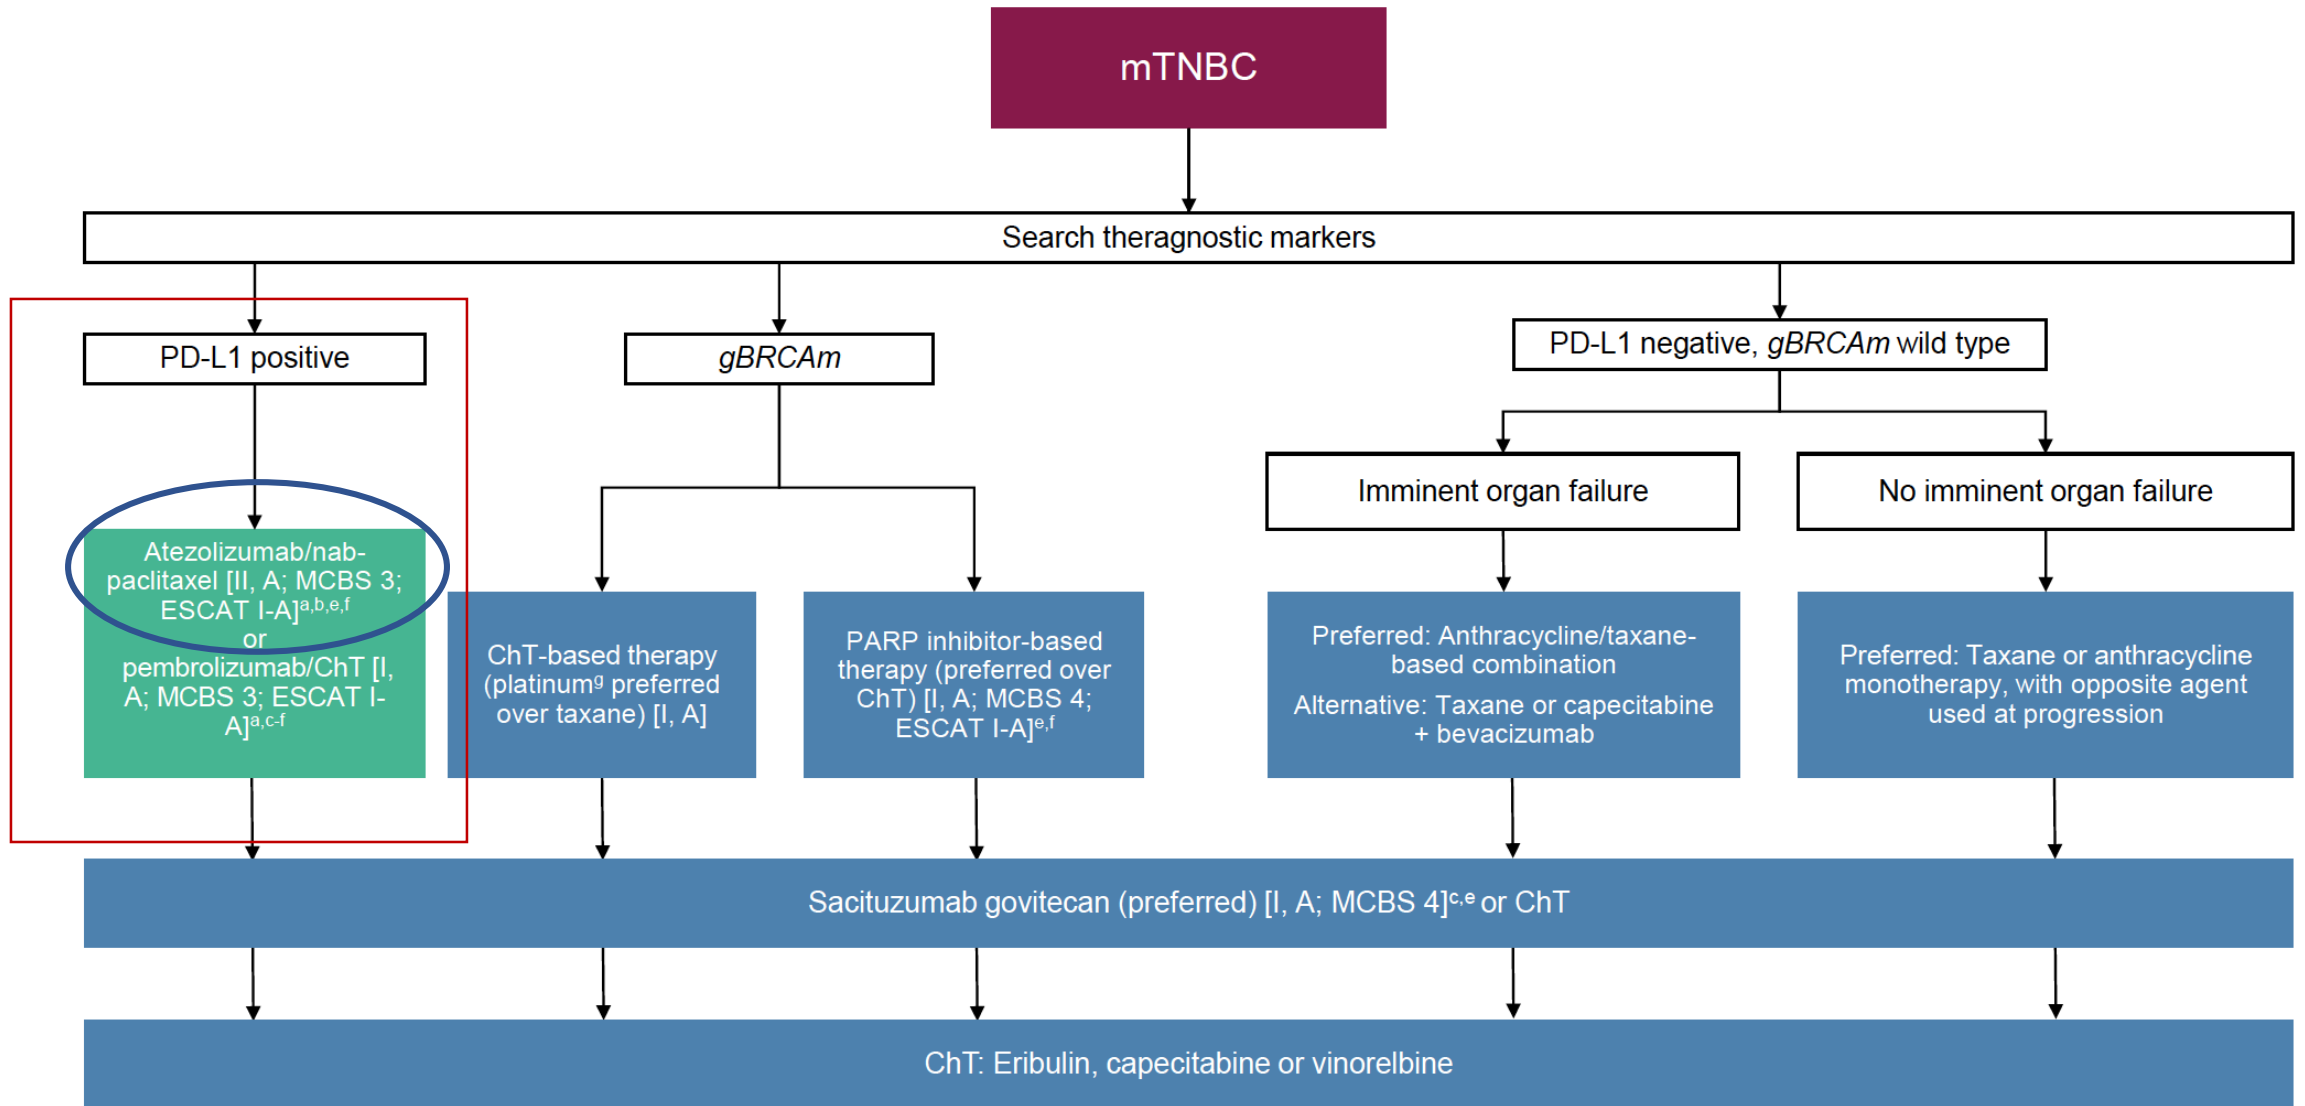 mTNBC
Search theragnostic markers
PD-L1 positive
gBRCAm
PD-L1 negative, gBRCAm wild type
Imminent organ failure
No imminent organ failure
Atezolizumab/nab-
paclitaxel [II, A; MCBS 3;
ESCAT I-A]a,b,e,f
or
pembrolizumab/ChT [I,
A; MCBS 3; ESCAT I-
A]a,c-f
ChT-based therapy
(platinumg preferred
over taxane) [I, A]
PARP inhibitor-based
therapy (preferred over
ChT) [I, A; MCBS 4;
ESCAT I-A]e,f
Preferred: Anthracycline/taxane-
based combination
Alternative: Taxane or capecitabine
+ bevacizumab
Preferred: Taxane or anthracycline
monotherapy, with opposite agent
used at progression
Sacituzumab govitecan (preferred) [I, A; MCBS 4]c,e or ChT
ChT: Eribulin, capecitabine or vinorelbine